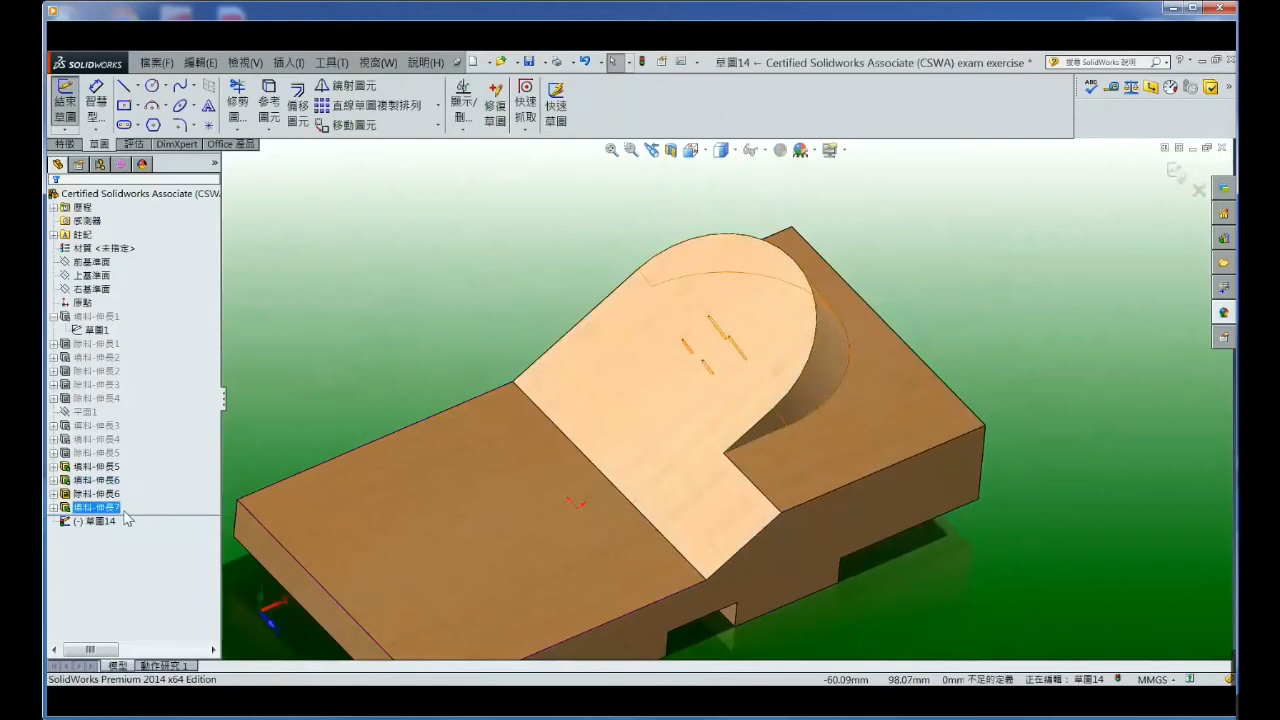 SOLIDWORKS 檔案(F) 編輯(E) 檢視(V) 插入(I) 工具(T) 視窗(W) 說明(H) 草圖14 ← Certified Solidworks Associate (CSWA) exam exercise * 搜尋 SolidWorks 說明
結束草圖 智慧型... 修剪圖... 參考圖元 偏移圖元 鏡射圖元 顯示/刪... 修復草圖 快速抓取 快速草圖
直線草圖複製排列
移動圖元
特徵 草圖 評估 DimXpert Office 產品
Certified Solidworks Associate (CSW
歷程
感測器
註記
材質 <未指定>
前基準面
上基準面
右基準面
原點
填料-伸長1
草圖1
除料-伸長1
填料-伸長2
除料-伸長2
除料-伸長3
除料-伸長4
平面1
填料-伸長3
填料-伸長4
除料-伸長5
填料-伸長5
填料-伸長6
除料-伸長6
填料-伸長7
(-) 草圖14
模型 動作研究 1
SolidWorks Premium 2014 x64 Edition -60.09mm 98.07mm 0mm 不足的定義 正在編輯: 草圖14 MMGS